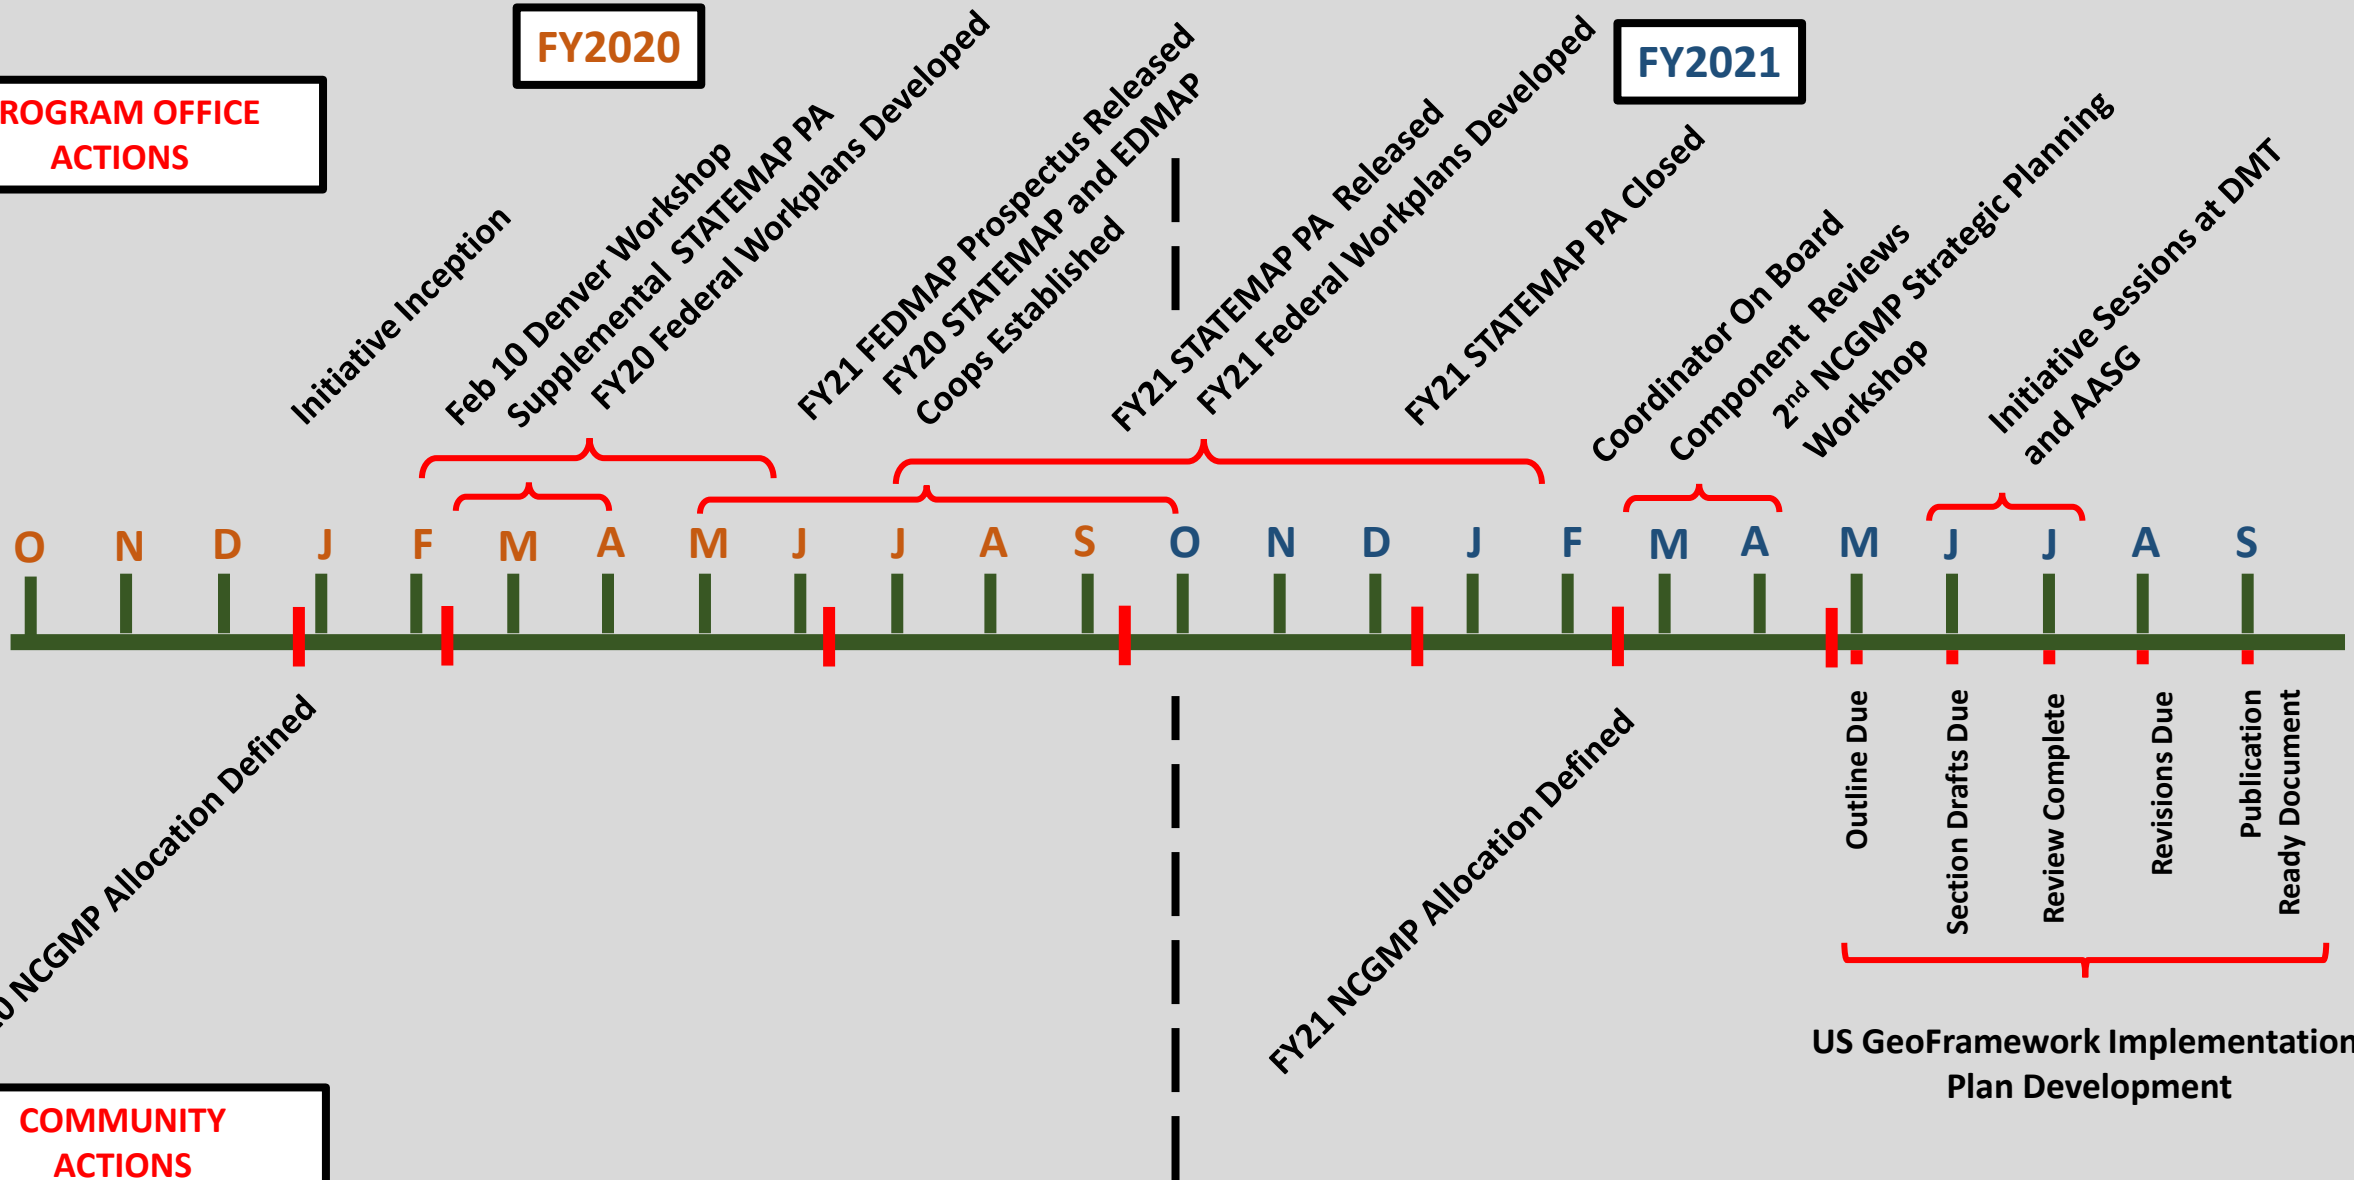 FY2020
FY2021
ROGRAM OFFICE
ACTIONS
Initiative Inception
Feb 10 Denver Workshop
Supplemental STATEMAP PA
FY20 Federal Workplans Developed
FY21 FEDMAP Prospectus Released
FY20 STATEMAP and EDMAP
Coops Established
FY21 STATEMAP PA Released
FY21 Federal Workplans Developed
FY21 STATEMAP PA Closed
Coordinator On Board
Component Reviews
2nd NCGMP Strategic Planning
Workshop
Initiative Sessions at DMT
and AASG
O N D J F M A M J J A S O N D J F M A M J J A S
0 NCGMP Allocation Defined
FY21 NCGMP Allocation Defined
Outline Due
Section Drafts Due
Review Complete
Revisions Due
Publication
Ready Document
US GeoFramework Implementation
Plan Development
COMMUNITY
ACTIONS